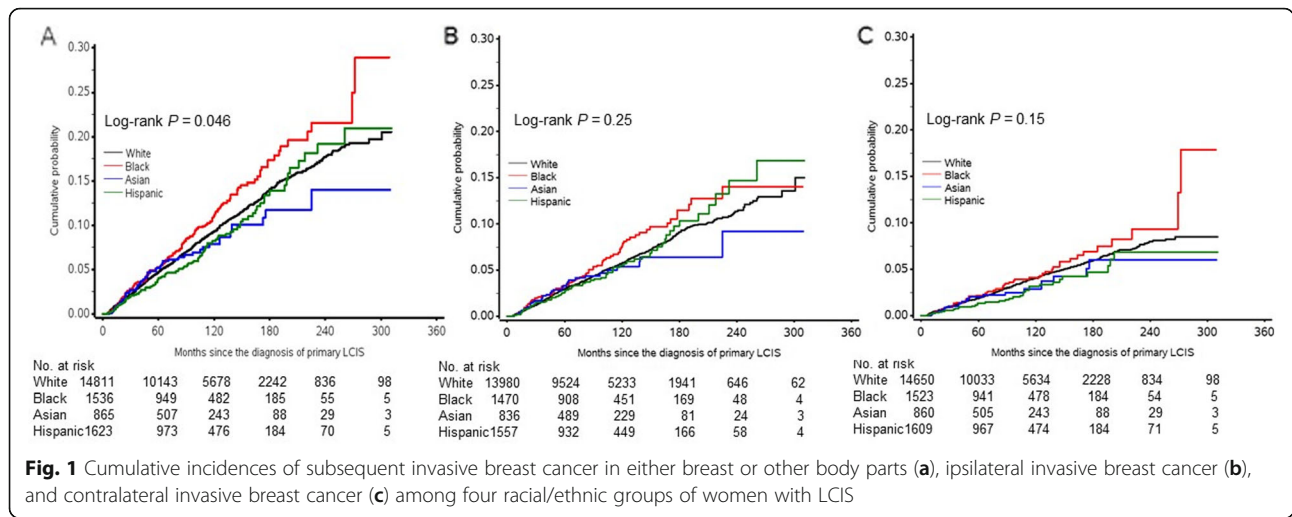 A
0.30
0.25
0.20
0.15
0.10
0.05
0.00
Cumulative probability
Log-rank P = 0.046
White
Black
Asian
Hispanic
0 60 120 180 240 300 360
Months since the diagnosis of primary LCIS
No. at risk
White 14811 10143 5678 2242 836 98
Black 1536 949 482 185 55 5
Asian 865 507 243 88 29 3
Hispanic 1623 973 476 184 70 5
B
0.30
0.25
0.20
0.15
0.10
0.05
0.00
Cumulative probability
Log-rank P = 0.25
White
Black
Asian
Hispanic
0 60 120 180 240 300 360
Months since the diagnosis of primary LCIS
No. at risk
White 13980 9524 5233 1941 646 62
Black 1470 908 451 169 48 4
Asian 836 489 229 81 24 3
Hispanic1557 932 449 166 58 4
C
0.30
0.25
0.20
0.15
0.10
0.05
0.00
Cumulative probability
Log-rank P = 0.15
White
Black
Asian
Hispanic
0 60 120 180 240 300 360
Months since the diagnosis of primary LCIS
No. at risk
White 14650 10033 5634 2228 834 98
Black 1523 941 478 184 54 5
Asian 860 505 243 88 29 3
Hispanic1609 967 474 184 71 5
Fig. 1 Cumulative incidences of subsequent invasive breast cancer in either breast or other body parts (a), ipsilateral invasive breast cancer (b),
and contralateral invasive breast cancer (c) among four racial/ethnic groups of women with LCIS